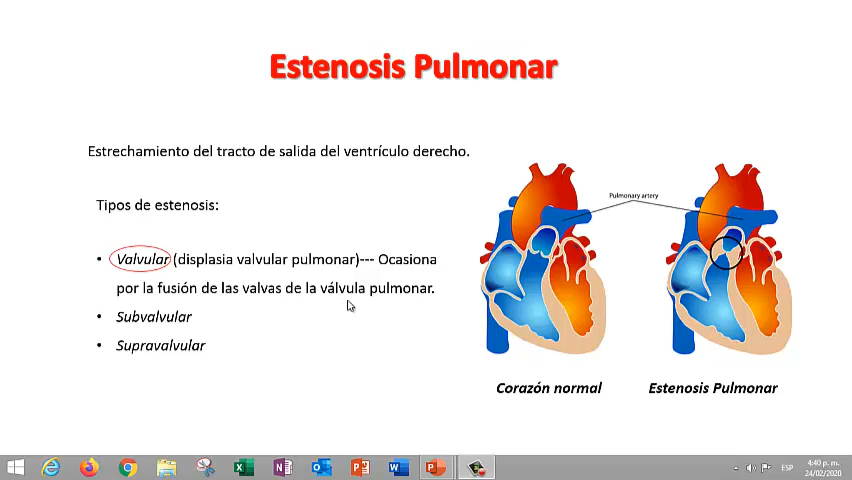 Estenosis Pulmonar
Estrechamiento del tracto de salida del ventrículo derecho.
Tipos de estenosis:
• Valvular (displasia valvular pulmonar)--- Ocasiona
por la fusión de las valvas de la válvula pulmonar.
• Subvalvular
• Supravalvular
Pulmonary artery
Corazón normal
Estenosis Pulmonar
ESP
4:40 p. m.
24/02/2020